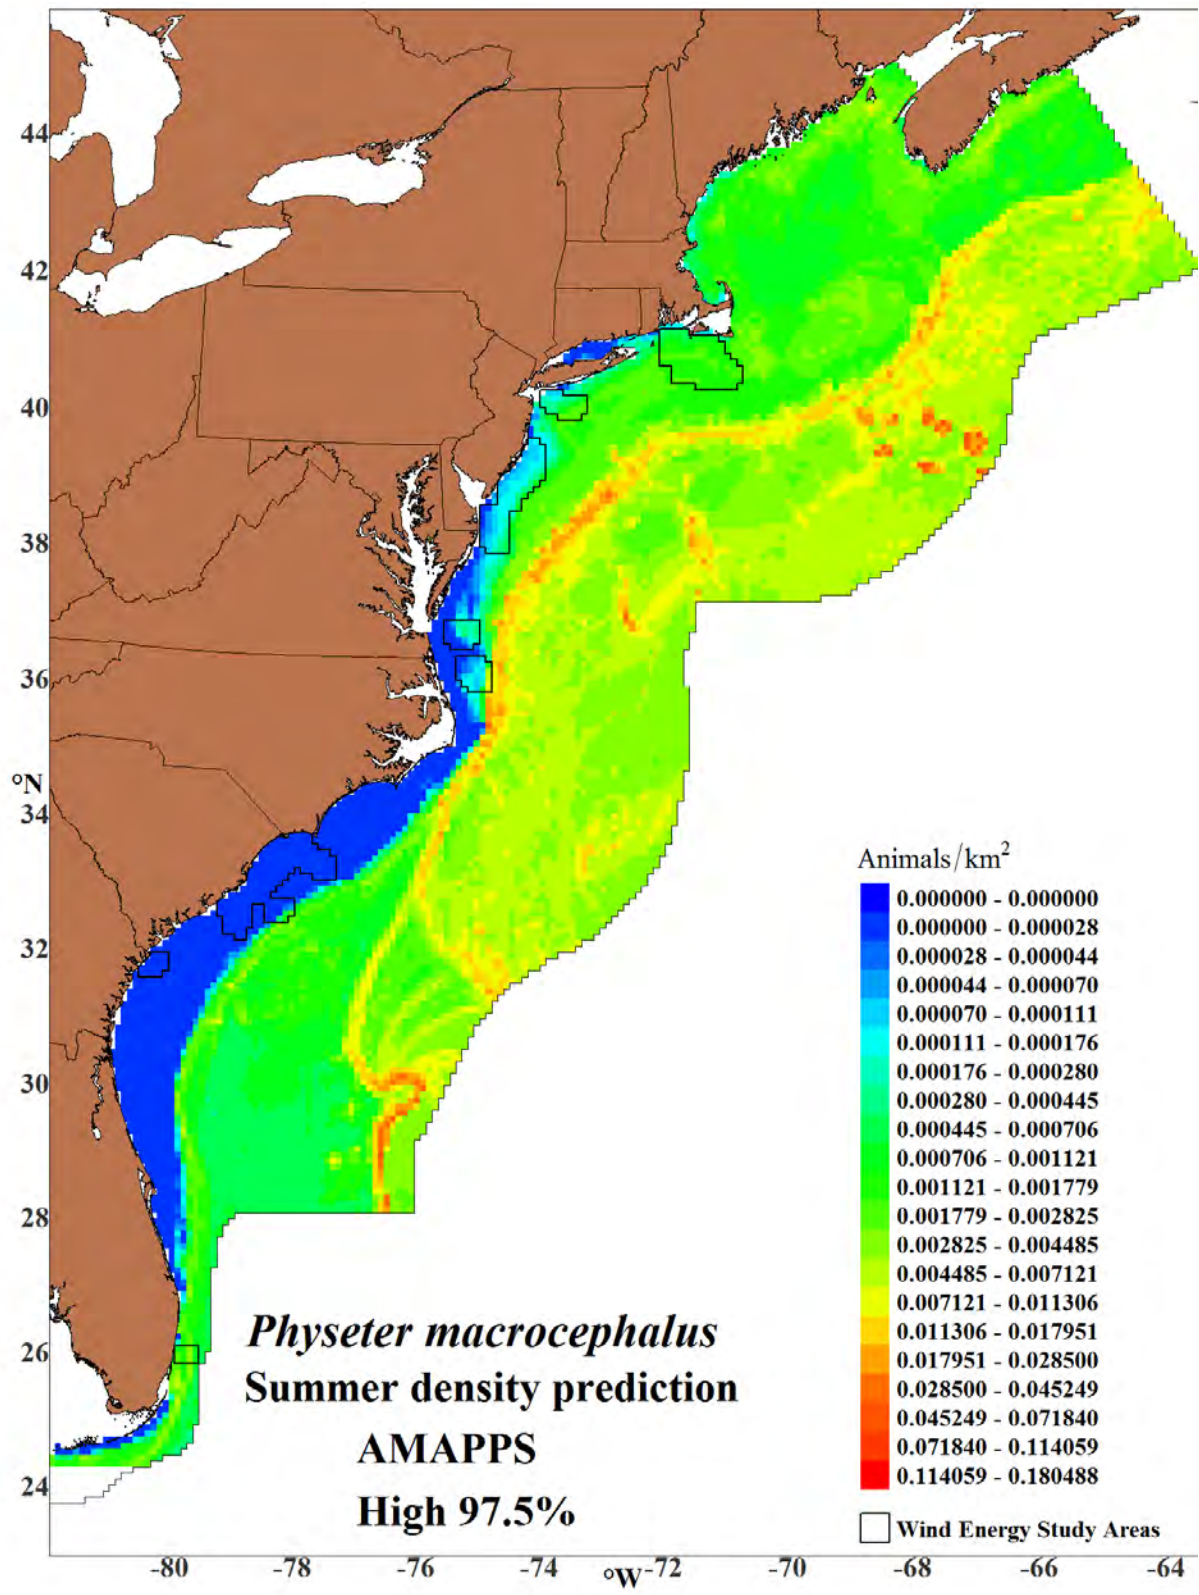 44
42
40
38
36
°N
34
32
30
28
26
24
Animals/km²
0.000000 - 0.000000
0.000000 - 0.000028
0.000028 - 0.000044
0.000044 - 0.000070
0.000070 - 0.000111
0.000111 - 0.000176
0.000176 - 0.000280
0.000280 - 0.000445
0.000445 - 0.000706
0.000706 - 0.001121
0.001121 - 0.001779
0.001779 - 0.002825
0.002825 - 0.004485
0.004485 - 0.007121
0.007121 - 0.011306
0.011306 - 0.017951
0.017951 - 0.028500
0.028500 - 0.045249
0.045249 - 0.071840
0.071840 - 0.114059
0.114059 - 0.180488
Wind Energy Study Areas
Physeter macrocephalus
Summer density prediction
AMAPPS
High 97.5%
-80 -78 -76 -74 °W -72 -70 -68 -66 -64